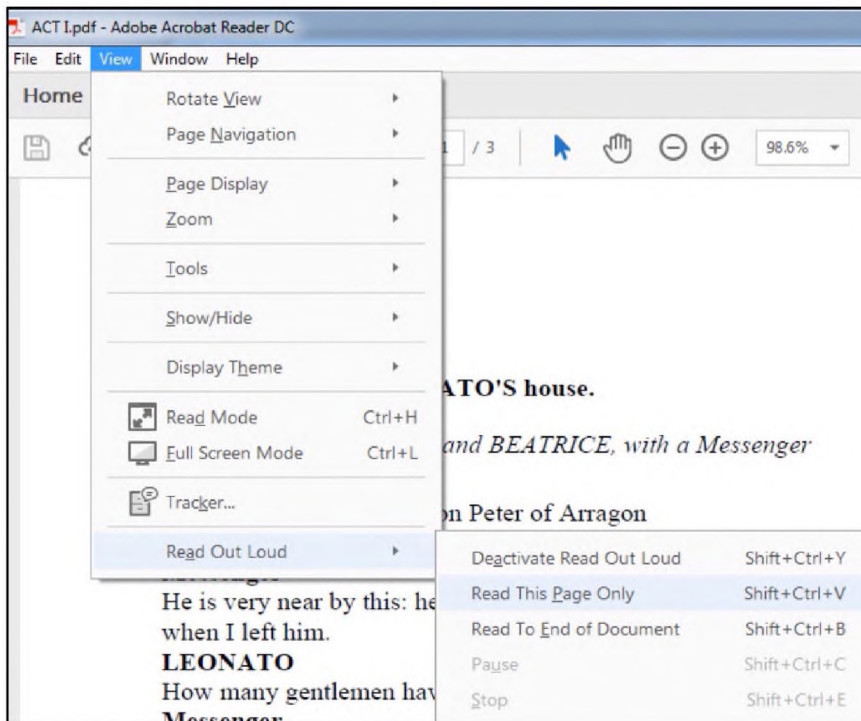 ACT I.pdf - Adobe Acrobat Reader DC
File Edit View Window Help
Home
1 / 3 98.6%
Rotate View
Page Navigation
Page Display
Zoom
Tools
Show/Hide
Display Theme
Read Mode Ctrl+H
Full Screen Mode Ctrl+L
Tracker...
Read Out Loud
Deactivate Read Out Loud Shift+Ctrl+Y
Read This Page Only Shift+Ctrl+V
Read To End of Document Shift+Ctrl+B
Pause Shift+Ctrl+C
Stop Shift+Ctrl+E
ATO'S house.
and BEATRICE, with a Messenger
on Peter of Arragon
He is very near by this: he
when I left him.
LEONATO
How many gentlemen hav
Messenger